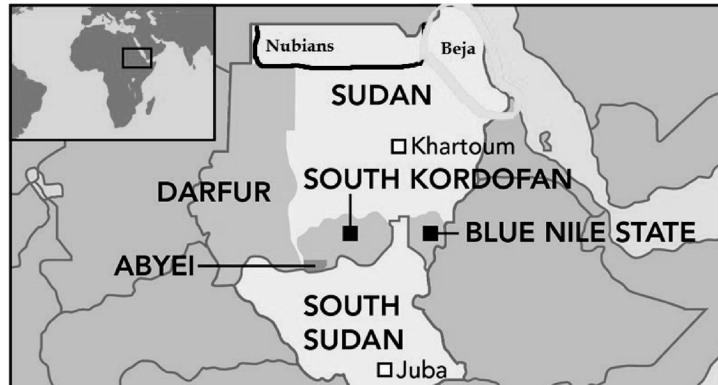 Nubians
Beja
SUDAN
Khartoum
DARFUR
SOUTH KORDOFAN
BLUE NILE STATE
ABYEI
SOUTH
SUDAN
Juba